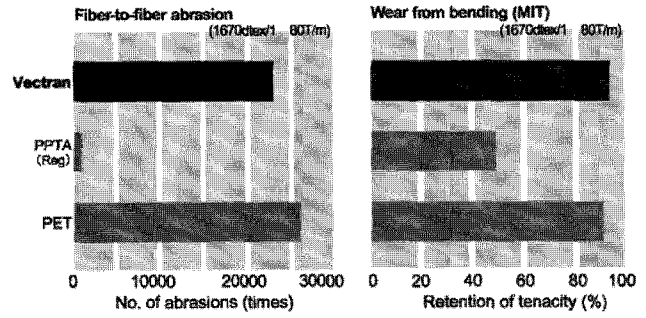 Fiber-to-fiber abrasion
(1670dtex/1 80T/m)
Vectran
PPTA
(Reg)
PET
0 10000 20000 30000
No. of abrasions (times)
Wear from bending (MIT)
(1670dtex/1 80T/m)
0 20 40 60 80 100
Retention of tenacity (%)